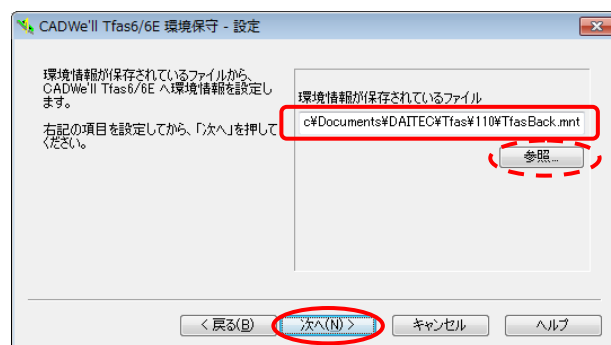 CADWe'll Tfas6/6E 環境保守 - 設定
環境情報が保存されているファイルから、
CADWe'll Tfas6/6E へ環境情報を設定し
ます。
右記の項目を設定してから、「次へ」を押して
ください。
環境情報が保存されているファイル
c¥Documents¥DAITEC¥Tfas¥110¥TfasBack.mnt
参照...
< 戻る(B)
次へ(N) >
キャンセル
ヘルプ